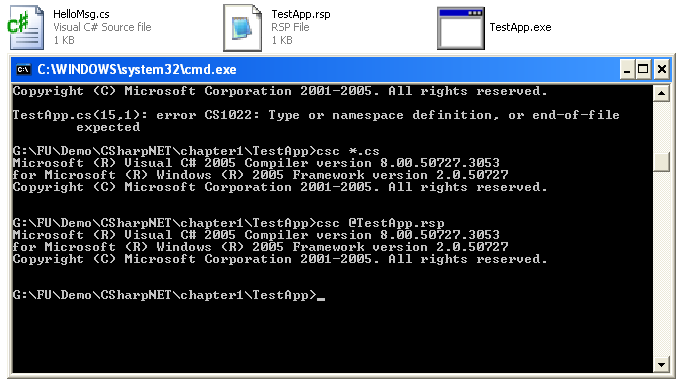 HelloMsg.cs
Visual C# Source file
1 KB
TestApp.rsp
RSP File
1 KB
TestApp.exe
C:\WINDOWS\system32\cmd.exe
Copyright (C) Microsoft Corporation 2001-2005. All rights reserved.
TestApp.cs(15,1): error CS1022: Type or namespace definition, or end-of-file
expected
G:\FU\Demo\CSharpNET\chapter1\TestApp>csc *.cs
Microsoft (R) Visual C# 2005 Compiler version 8.00.50727.3053
for Microsoft (R) Windows (R) 2005 Framework version 2.0.50727
Copyright (C) Microsoft Corporation 2001-2005. All rights reserved.
G:\FU\Demo\CSharpNET\chapter1\TestApp>csc @TestApp.rsp
Microsoft (R) Visual C# 2005 Compiler version 8.00.50727.3053
for Microsoft (R) Windows (R) 2005 Framework version 2.0.50727
Copyright (C) Microsoft Corporation 2001-2005. All rights reserved.
G:\FU\Demo\CSharpNET\chapter1\TestApp>_